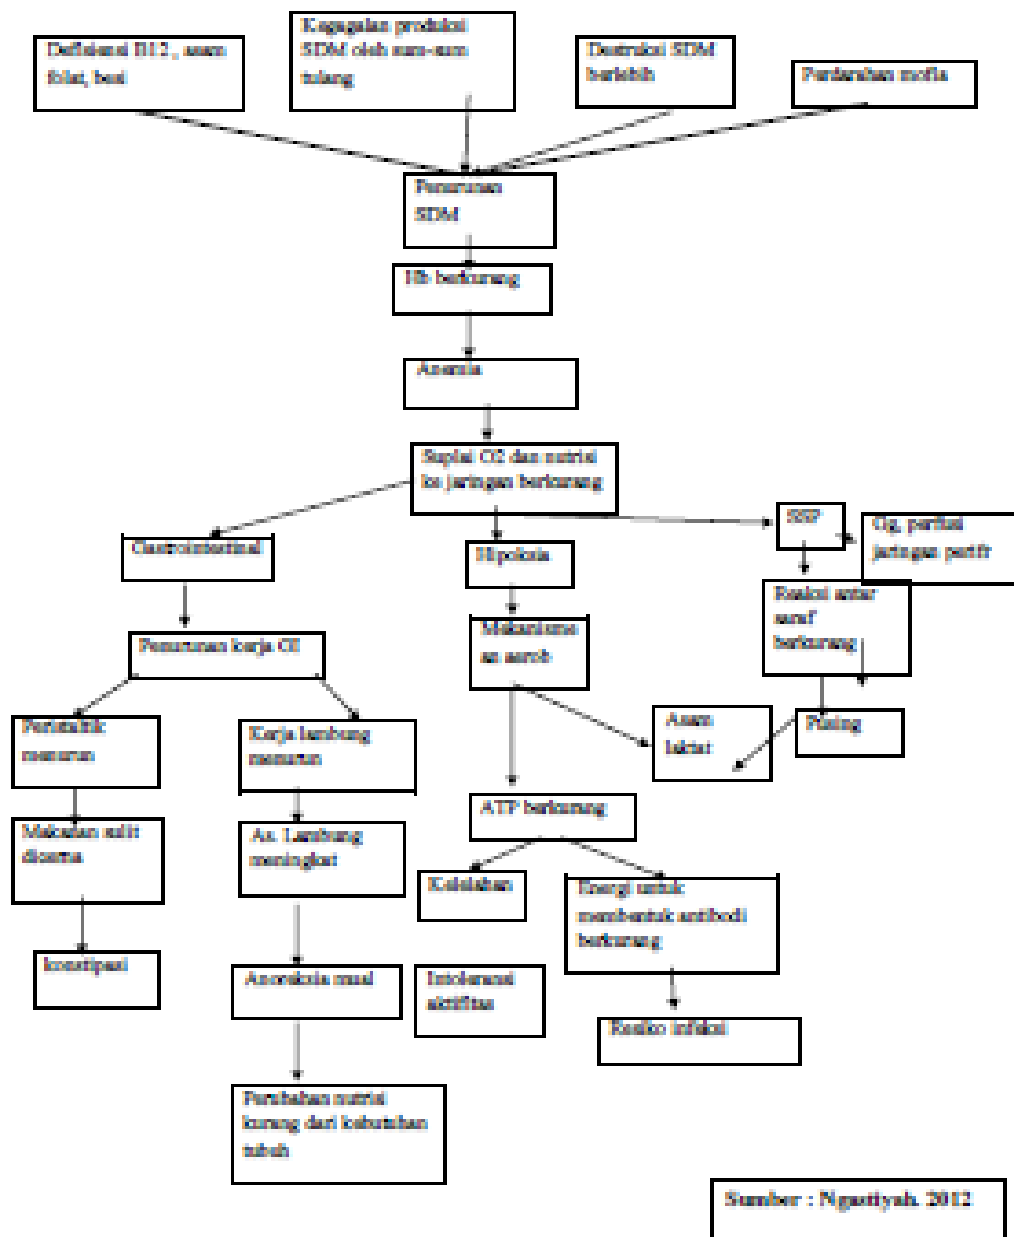 Defisiensi B12 , asam
folat, besi
Kegagalan produksi
SDM oleh sum-sum
tulang
Destruksi SDM
berlebih
Perdarahan
Penurunan
SDM
Hb berkurang
Anemia
Suplai O2 dan nutrisi
ke jaringan berkurang
Gastrointestinal
Hipoksia
SSP
Gg. perfusi
jaringan perifr
Penurunan kerja GI
Mekanisme
an aerob
Reaksi antar
saraf
berkurang
Peristaltik
menurun
Kerja lambung
menurun
Asam
laktat
Pusing
Makanan sulit
dicerna
As. Lambung
meningkat
ATP berkurang
Kelelahan
Energi untuk
membentuk antibodi
berkurang
konstipasi
Anoreksia mual
Intoleransi
aktifitas
Resiko infeksi
Perubahan nutrisi
kurang dari kebutuhan
tubuh
Sumber : Ngastiyah. 2012